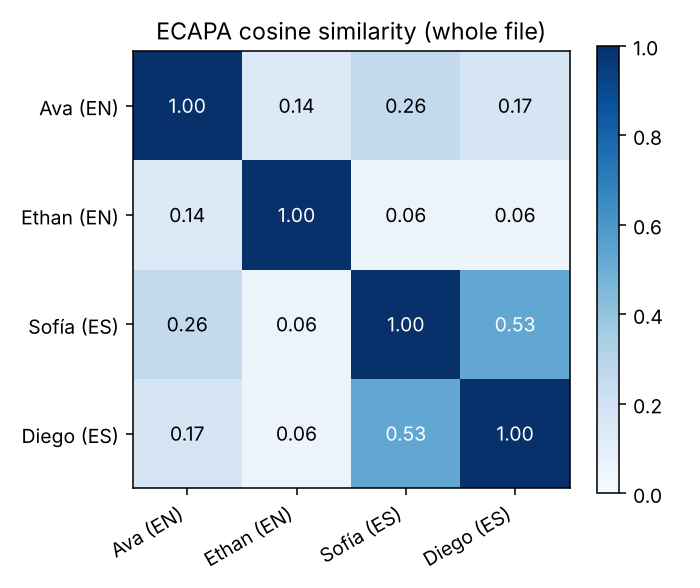 ECAPA cosine similarity (whole file)
Ava (EN) 1.00 0.14 0.26 0.17
Ethan (EN) 0.14 1.00 0.06 0.06
Sofía (ES) 0.26 0.06 1.00 0.53
Diego (ES) 0.17 0.06 0.53 1.00
Ava (EN) Ethan (EN) Sofía (ES) Diego (ES)
1.0
0.8
0.6
0.4
0.2
0.0